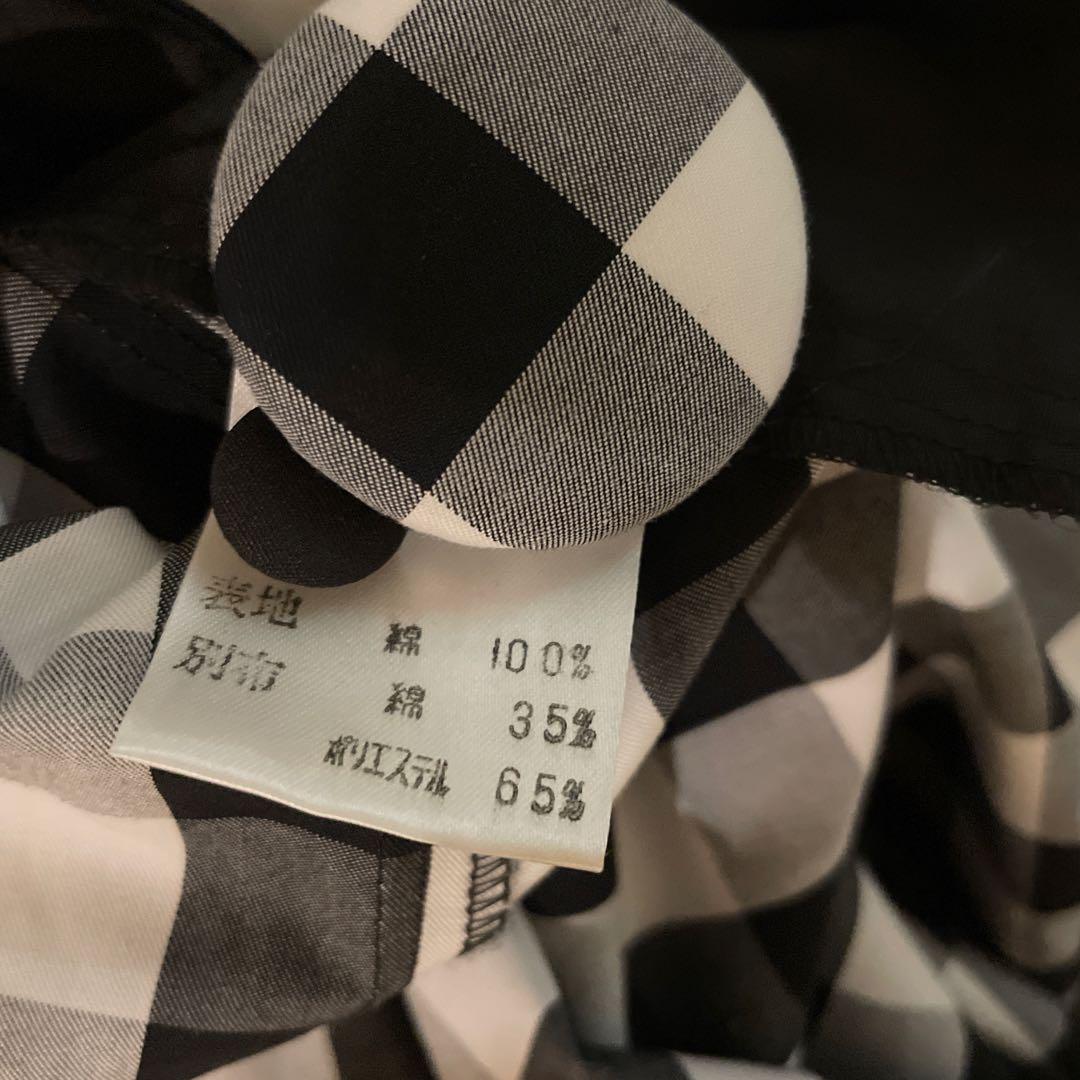 表地
綿 100%
別布
綿 35%
ポリエステル 65%